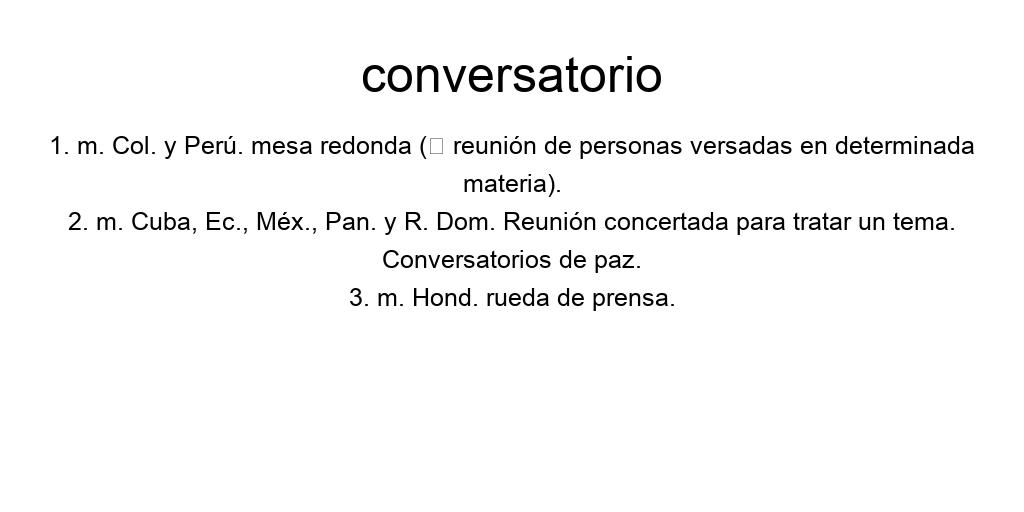 conversatorio
1. m. Col. y Perú. mesa redonda (□ reunión de personas versadas en determinada
materia).
2. m. Cuba, Ec., Méx., Pan. y R. Dom. Reunión concertada para tratar un tema.
Conversatorios de paz.
3. m. Hond. rueda de prensa.